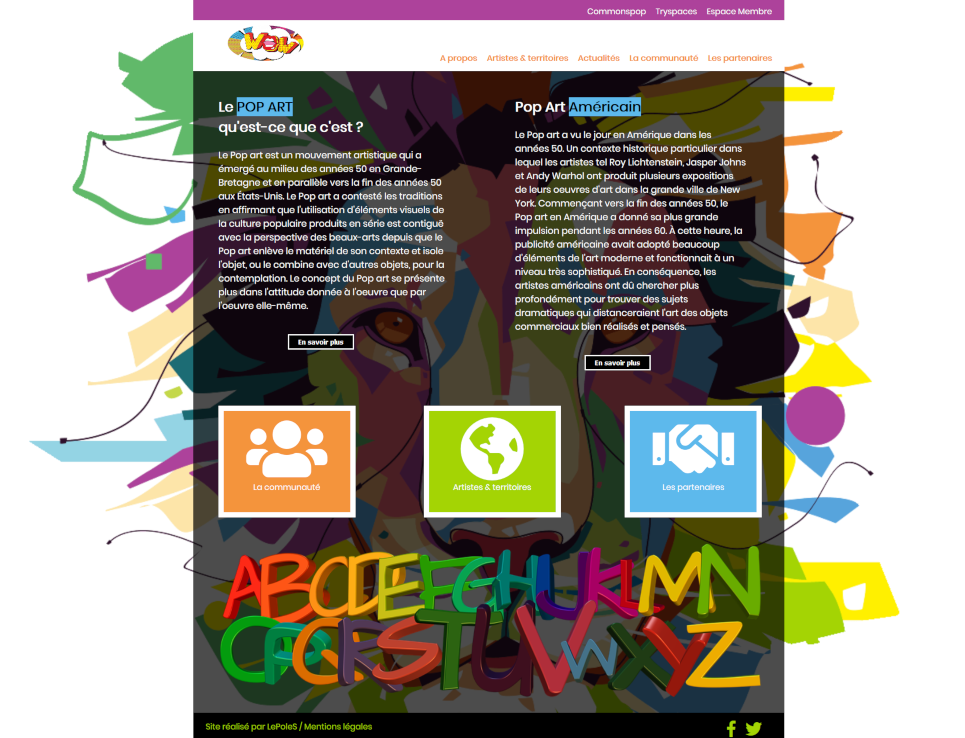 Commonspop Tryspaces Espace Membre
WOW
A propos Artistes & territoires Actualités La communauté Les partenaires
Le POP ART
qu'est-ce que c'est ?
Le Pop art est un mouvement artistique qui a
émergé au milieu des années 50 en Grande-
Bretagne et en parallèle vers la fin des années 50
aux États-Unis. Le Pop art a contesté les traditions
en affirmant que l'utilisation d'éléments visuels de
la culture populaire produits en série est contiguë
avec la perspective des beaux-arts depuis que le
Pop art enlève le matériel de son contexte et isole
l'objet, ou le combine avec d'autres objets, pour la
contemplation. Le concept du Pop art se présente
plus dans l'attitude donnée à l'oeuvre que par
l'oeuvre elle-même.
En savoir plus
Pop Art Américain
Le Pop art a vu le jour en Amérique dans les
années 50. Un contexte historique particulier dans
lequel les artistes tel Roy Lichtenstein, Jasper Johns
et Andy Warhol ont produit plusieurs expositions
de leurs oeuvres d'art dans la grande ville de New
York. Commençant vers la fin des années 50, le
Pop art en Amérique a donné sa plus grande
impulsion pendant les années 60. À cette heure, la
publicité américaine avait adopté beaucoup
d'éléments de l'art moderne et fonctionnait à un
niveau très sophistiqué. En conséquence, les
artistes américains ont dû chercher plus
profondément pour trouver des sujets
dramatiques qui distanceraient l'art des objets
commerciaux bien réalisés et pensés.
En savoir plus
La communauté
Artistes & territoires
Les partenaires
ABCDEFGHIJKLMN
OPQRSTUVWXYZ
Site réalisé par LePoleS / Mentions légales